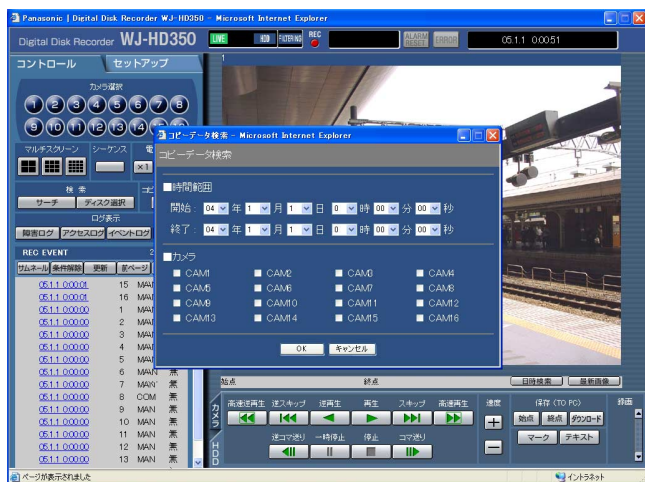 Panasonic | Digital Disk Recorder WJ-HD350 - Microsoft Internet Explorer
Digital Disk Recorder WJ-HD350
LIVE HDD FILTERING REC ALARM RESET ERROR 05.1.1 0:00:51
コントロール セットアップ
1
カメラ選択
1 2 3 4 5 6 7 8
9 10 11 12 13 14
マルチスクリーン シーケンス 電
×1
検索 コピ
サーチ ディスク選択
ログ表示
障害ログ アクセスログ イベントログ
REC EVENT 2
サムネール 条件解除 更新 前ページ
05.1.1 0:00:01 15 MAN
05.1.1 0:00:01 16 MAN
05.1.1 0:00:00 1 MAN
05.1.1 0:00:00 2 MAN
05.1.1 0:00:00 3 MAN
05.1.1 0:00:00 4 MAN
05.1.1 0:00:00 5 MAN
05.1.1 0:00:00 6 MAN 無
05.1.1 0:00:00 7 MAN 無
05.1.1 0:00:00 8 COM 無
05.1.1 0:00:00 9 MAN 無
05.1.1 0:00:00 10 MAN 無
05.1.1 0:00:00 11 MAN 無
05.1.1 0:00:00 12 MAN 無
05.1.1 0:00:00 13 MAN 無
コピーデータ検索 - Microsoft Internet Explorer
コピーデータ検索
■時間範囲
開始: 04 年 1 月 1 日 0 時 00 分 00 秒
終了: 04 年 1 月 1 日 0 時 00 分 00 秒
■カメラ
CAM1 CAM2 CAM3 CAM4
CAM5 CAM6 CAM7 CAM8
CAM9 CAM10 CAM11 CAM12
CAM13 CAM14 CAM15 CAM16
OK キャンセル
始点 終点 日時検索 最新画像
カメラ
HDD
高速逆再生 逆スキップ 逆再生 再生 スキップ 高速再生 速度 保存 (TO PC) 録画
始点 終点 ダウンロード
逆コマ送り 一時停止 停止 コマ送り
マーク テキスト
ページが表示されました
イントラネット